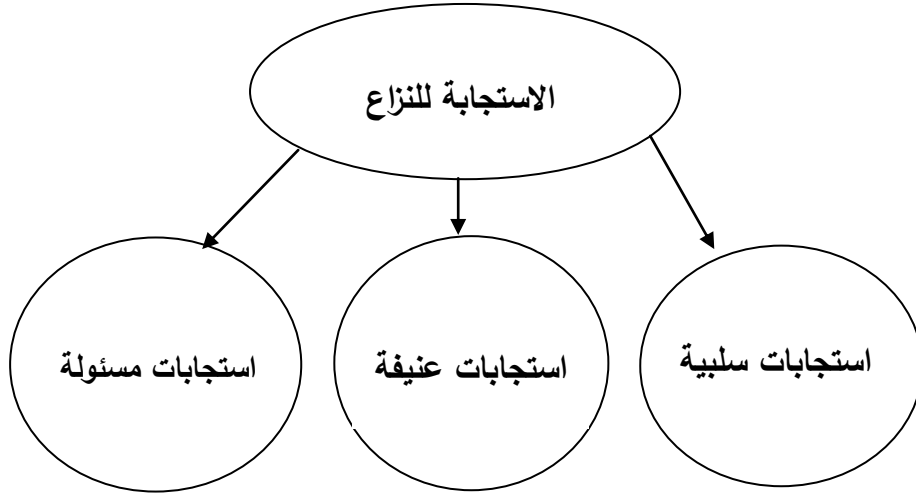 الاستجابة للنزاع
استجابات سلبية
استجابات عنيفة
استجابات مسئولة